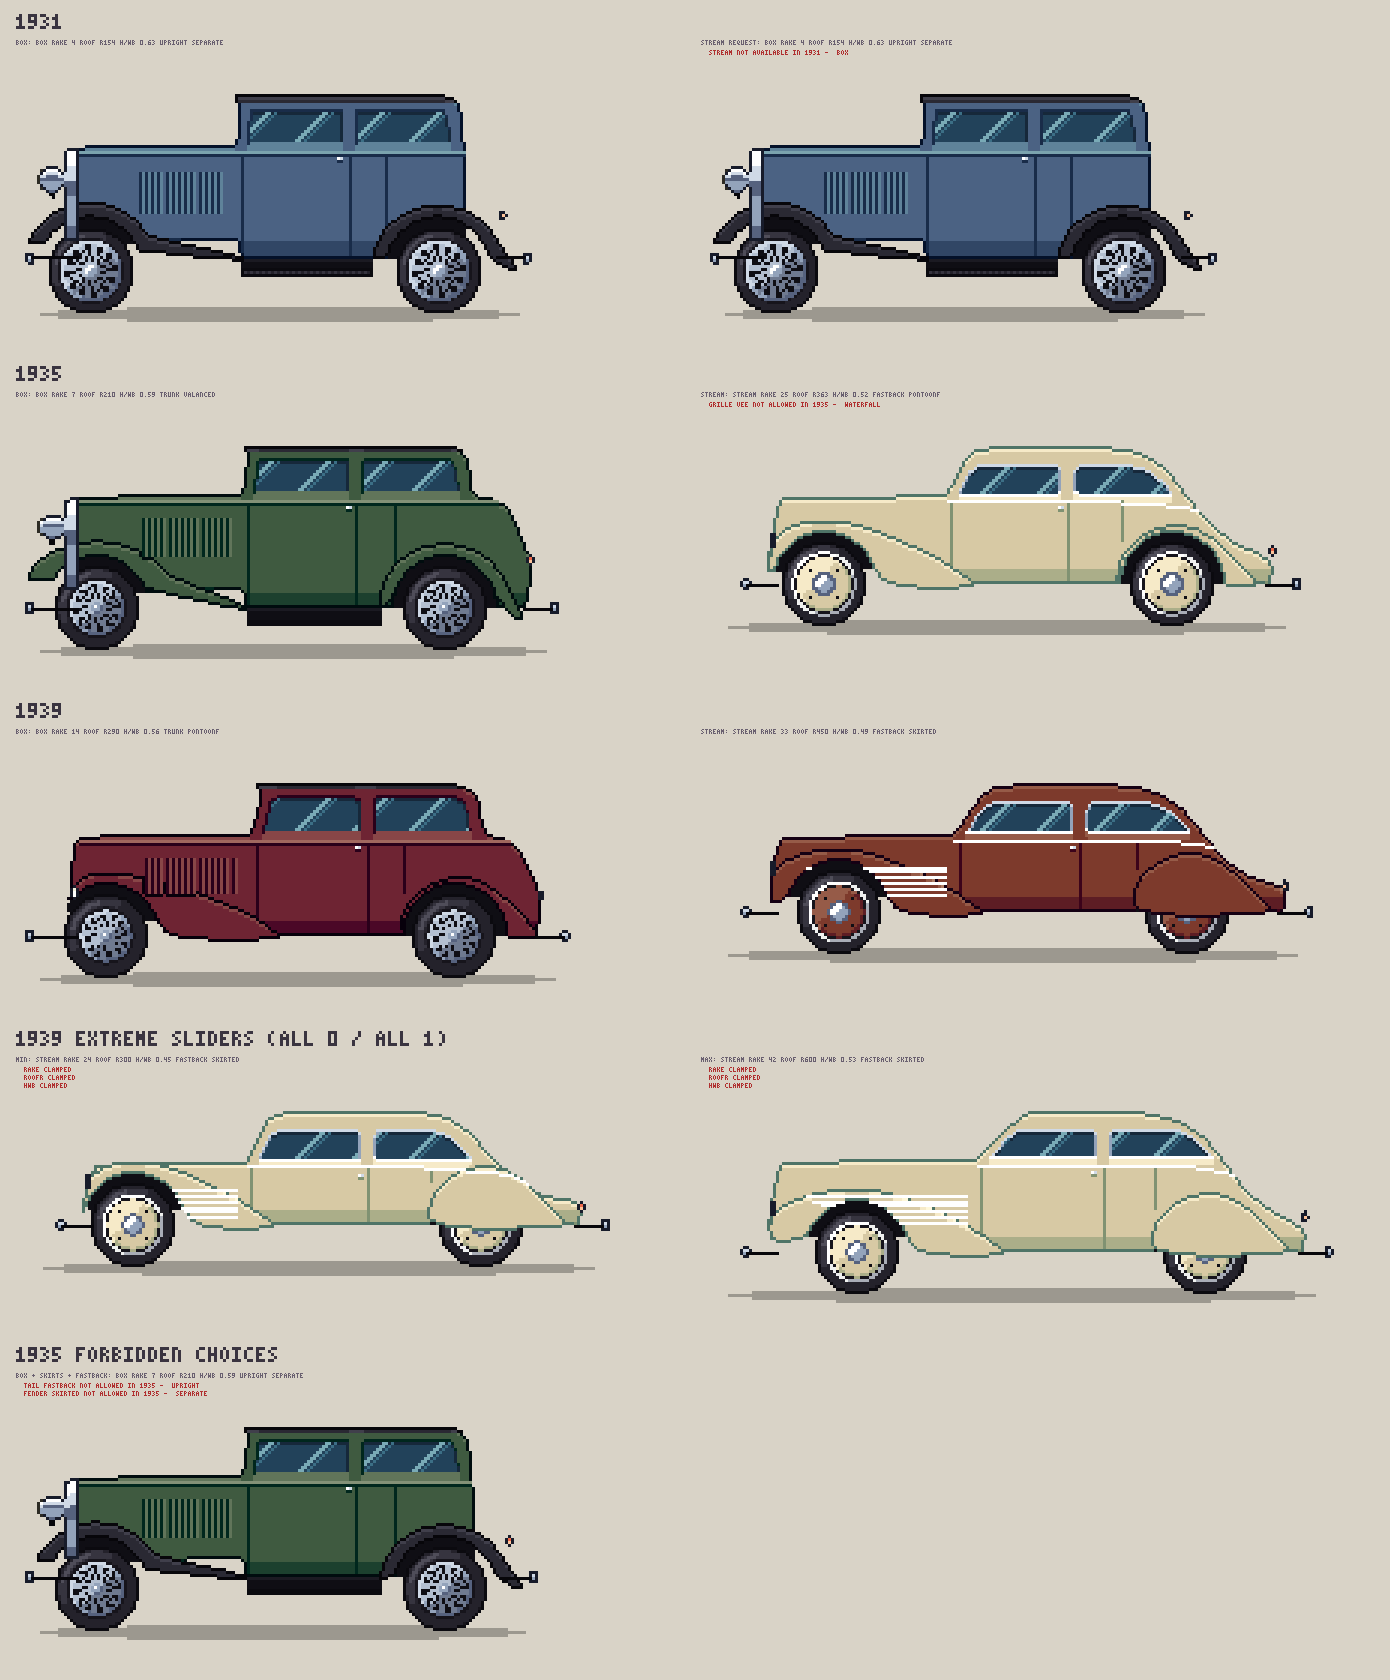 1931
BOX: BOX RAKE 4 ROOF R154 H/WB 0.63 UPRIGHT SEPARATE
STREAM REQUEST: BOX RAKE 4 ROOF R154 H/WB 0.63 UPRIGHT SEPARATE
STREAM NOT AVAILABLE IN 1931 - BOX
1935
BOX: BOX RAKE 7 ROOF R210 H/WB 0.59 TRUNK VALANCED
STREAM: STREAM RAKE 25 ROOF R363 H/WB 0.52 FASTBACK PONTOONF
GRILLE VEE NOT ALLOWED IN 1935 - WATERFALL
1939
BOX: BOX RAKE 14 ROOF R290 H/WB 0.56 TRUNK PONTOONF
STREAM: STREAM RAKE 33 ROOF R450 H/WB 0.49 FASTBACK SKIRTED
1939 EXTREME SLIDERS (ALL 0 / ALL 1)
MIN: STREAM RAKE 24 ROOF R300 H/WB 0.45 FASTBACK SKIRTED
RAKE CLAMPED
ROOFR CLAMPED
HWB CLAMPED
MAX: STREAM RAKE 42 ROOF R600 H/WB 0.53 FASTBACK SKIRTED
RAKE CLAMPED
ROOFR CLAMPED
HWB CLAMPED
1935 FORBIDDEN CHOICES
BOX + SKIRTS + FASTBACK: BOX RAKE 7 ROOF R210 H/WB 0.59 UPRIGHT SEPARATE
TAIL FASTBACK NOT ALLOWED IN 1935 - UPRIGHT
FENDER SKIRTED NOT ALLOWED IN 1935 - SEPARATE